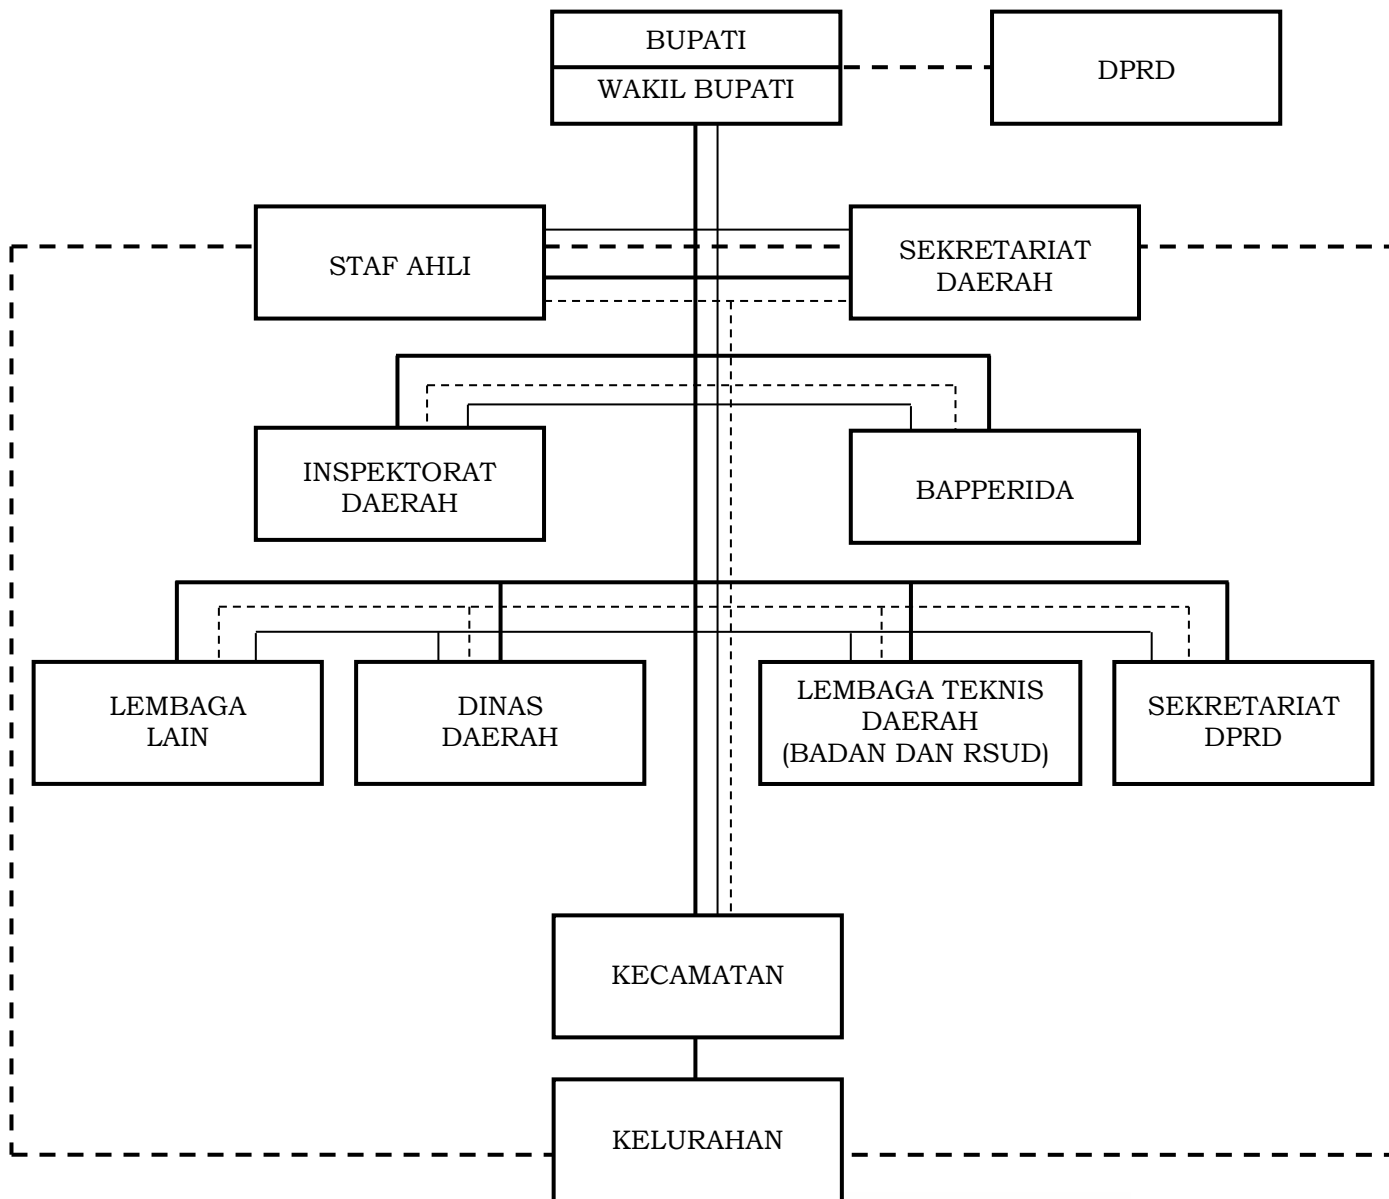 BUPATI
WAKIL BUPATI
DPRD
STAF AHLI
SEKRETARIAT
DAERAH
INSPEKTORAT
DAERAH
BAPPERIDA
LEMBAGA
LAIN
DINAS
DAERAH
LEMBAGA TEKNIS
DAERAH
(BADAN DAN RSUD)
SEKRETARIAT
DPRD
KECAMATAN
KELURAHAN